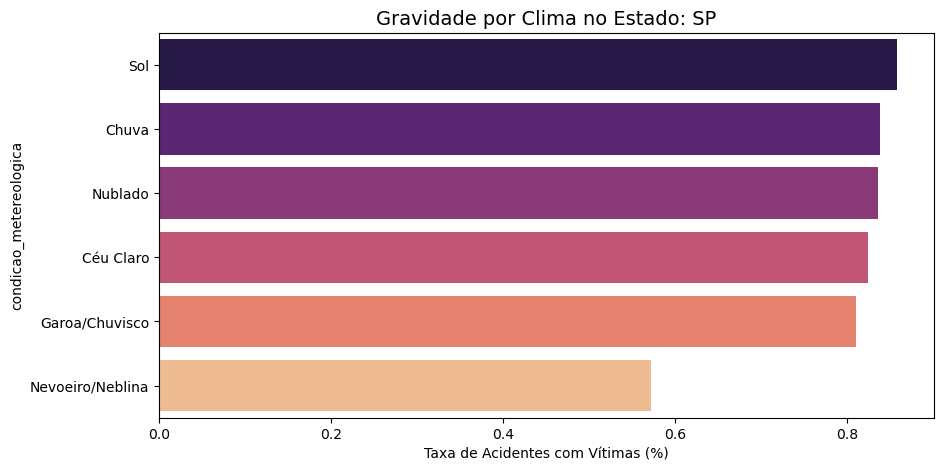 Gravidade por Clima no Estado: SP
condicao_metereologica
Sol
Chuva
Nublado
Céu Claro
Garoa/Chuvisco
Nevoeiro/Neblina
0.0 0.2 0.4 0.6 0.8
Taxa de Acidentes com Vítimas (%)